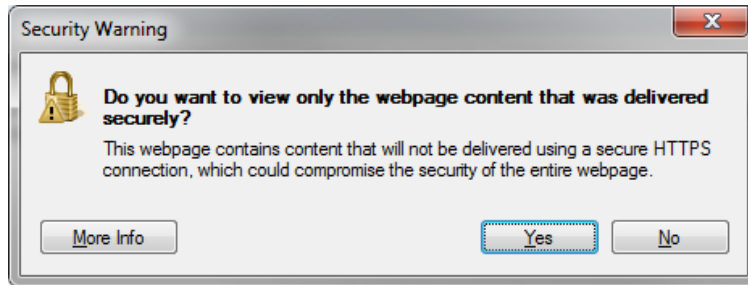 Security Warning
Do you want to view only the webpage content that was delivered
securely?
This webpage contains content that will not be delivered using a secure HTTPS
connection, which could compromise the security of the entire webpage.
More Info
Yes
No